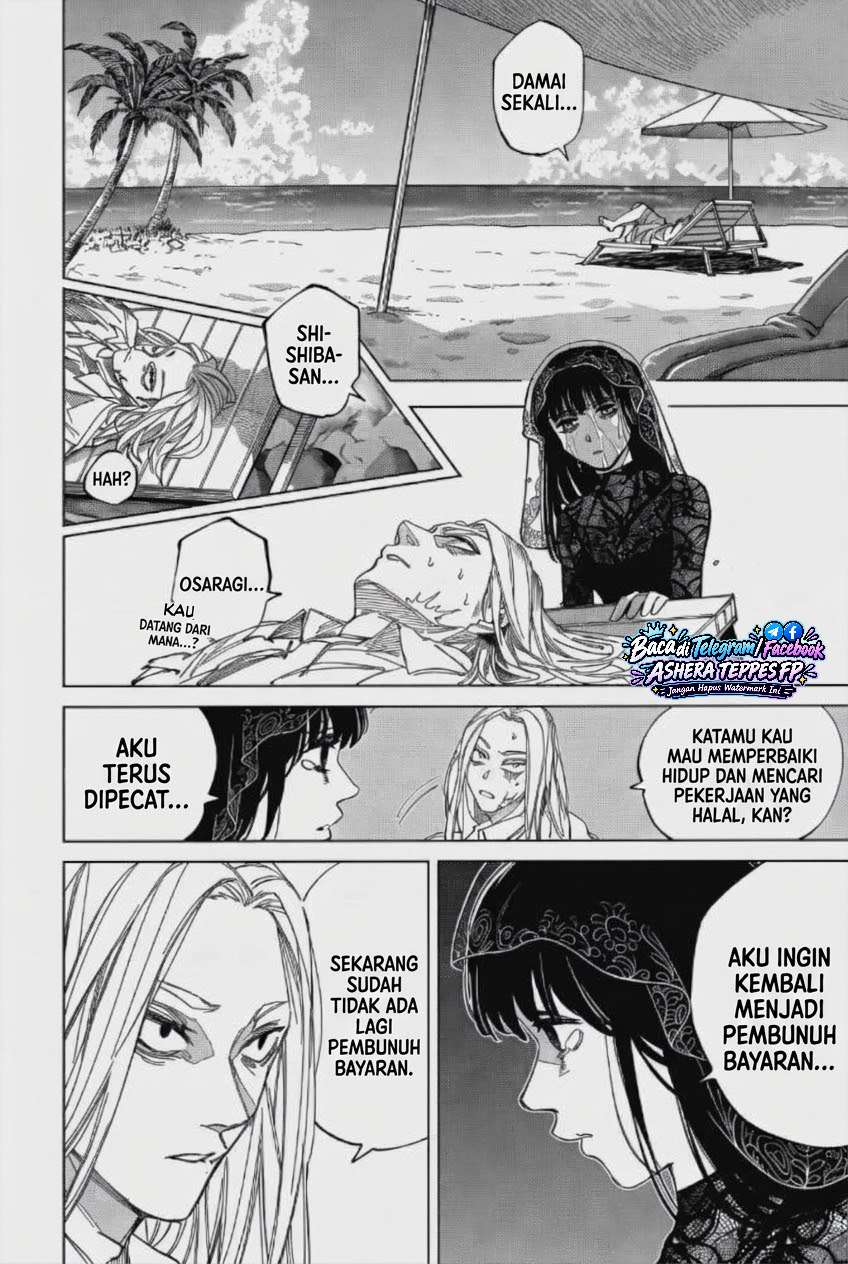 DAMAI
SEKALI...
SHI-
SHIBA-
SAN...
HAH?
OSARAGI...
KAU
DATANG DARI
MANA...?
Baca di Telegram/Facebook
ASHERA TEPPES FP
Jangan Hapus Watermark Ini
KATAMU KAU
MAU MEMPERBAIKI
HIDUP DAN MENCARI
PEKERJAAN YANG
HALAL, KAN?
AKU
TERUS
DIPECAT...
AKU INGIN
KEMBALI
MENJADI
PEMBUNUH
BAYARAN...
SEKARANG
SUDAH
TIDAK ADA
LAGI
PEMBUNUH
BAYARAN.